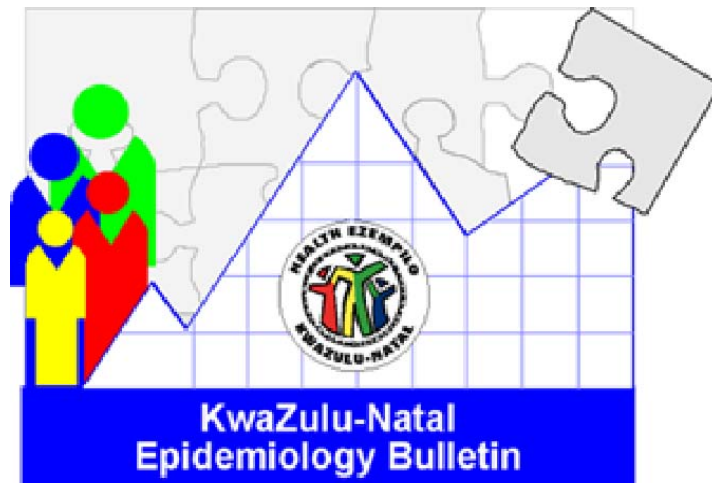 HEALTH EZEMPILO
KWAZULU-NATAL
KwaZulu-Natal
Epidemiology Bulletin